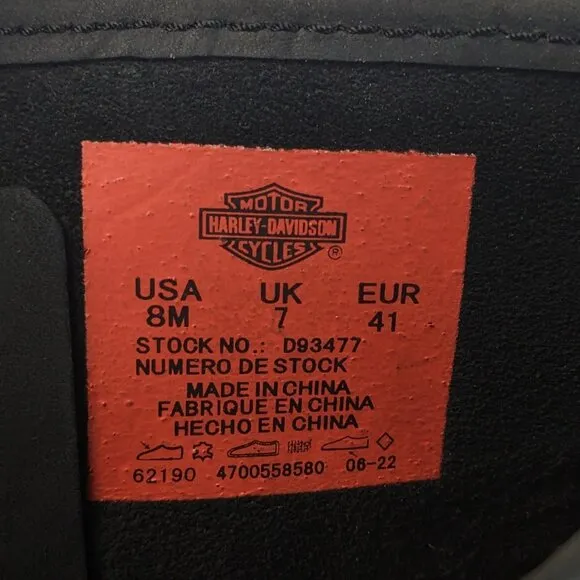 MOTOR
HARLEY-DAVIDSON
CYCLES
®
USA UK EUR
8M 7 41
STOCK NO.: D93477
NUMERO DE STOCK
MADE IN CHINA
FABRIQUE EN CHINA
HECHO EN CHINA
62190 4700558580 06-22